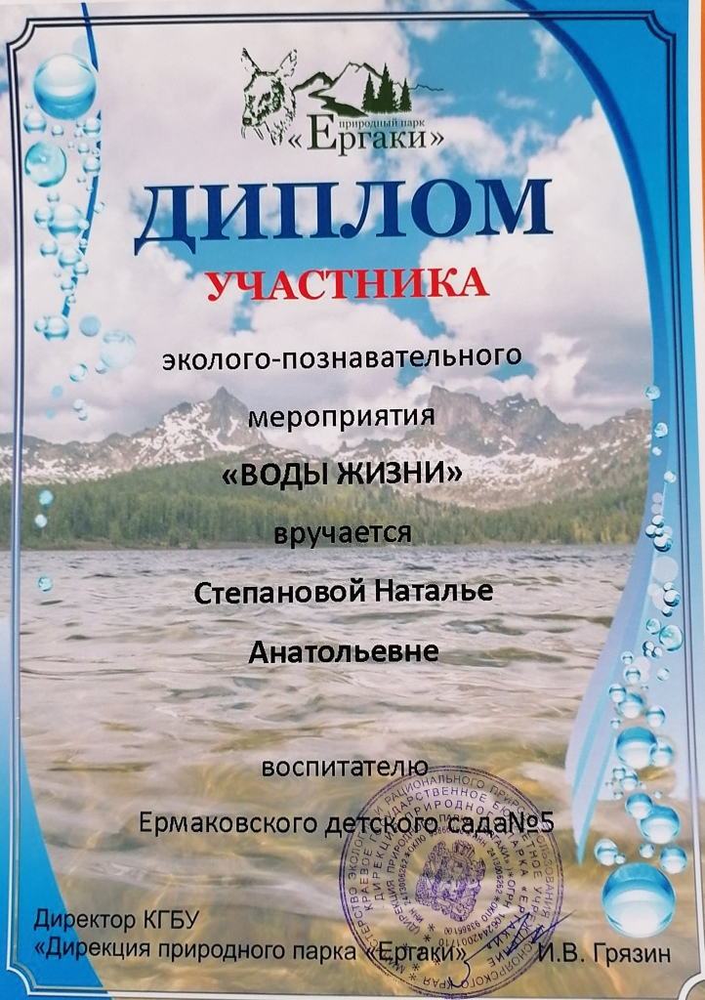 природный парк
«Ергаки»
ДИПЛОМ
УЧАСТНИКА
эколого-познавательного
мероприятия
«ВОДЫ ЖИЗНИ»
вручается
Степановой Наталье
Анатольевне
воспитателю
Ермаковского детского сада№5
Директор КГБУ
«Дирекция природного парка «Ергаки»
И.В. Грязин